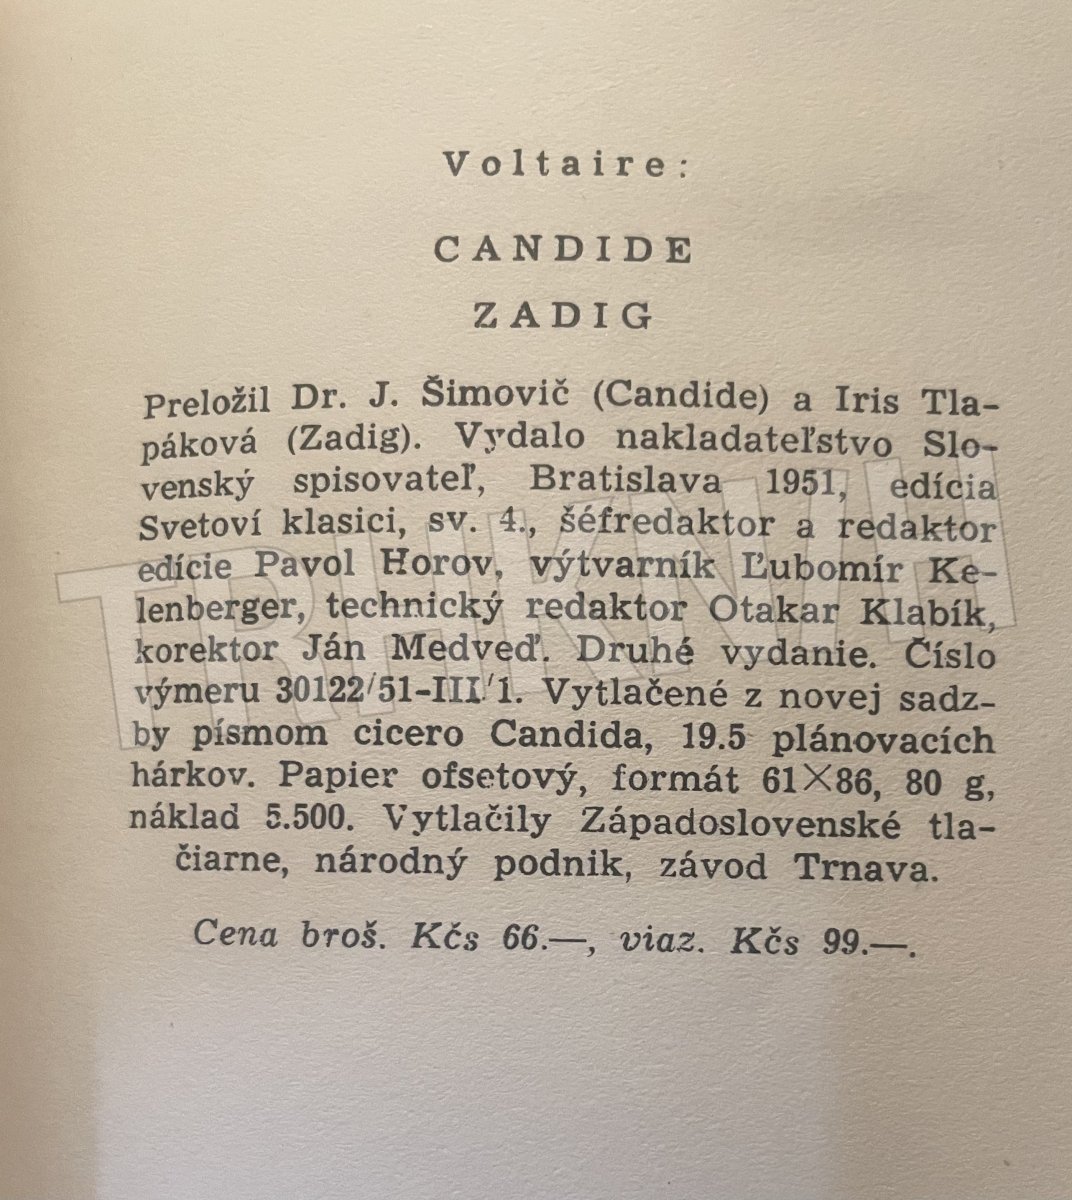 Voltaire:
CANDIDE
ZADIG
Preložil Dr. J. Šimovič (Candide) a Iris Tla-
páková (Zadig). Vydalo nakladateľstvo Slo-
venský spisovateľ, Bratislava 1951, edícia
Svetoví klasici, sv. 4., šéfredaktor a redaktor
edície Pavol Horov, výtvarník Ľubomír Ke-
lenberger, technický redaktor Otakar Klabík,
korektor Ján Medveď. Druhé vydanie. Číslo
výmeru 30122/51-III/1. Vytlačené z novej sadz-
by písmom cicero Candida, 19.5 plánovacích
hárkov. Papier ofsetový, formát 61×86, 80 g,
náklad 5.500. Vytlačily Západoslovenské tla-
čiarne, národný podnik, závod Trnava.
Cena broš. Kčs 66.—, viaz. Kčs 99.—.